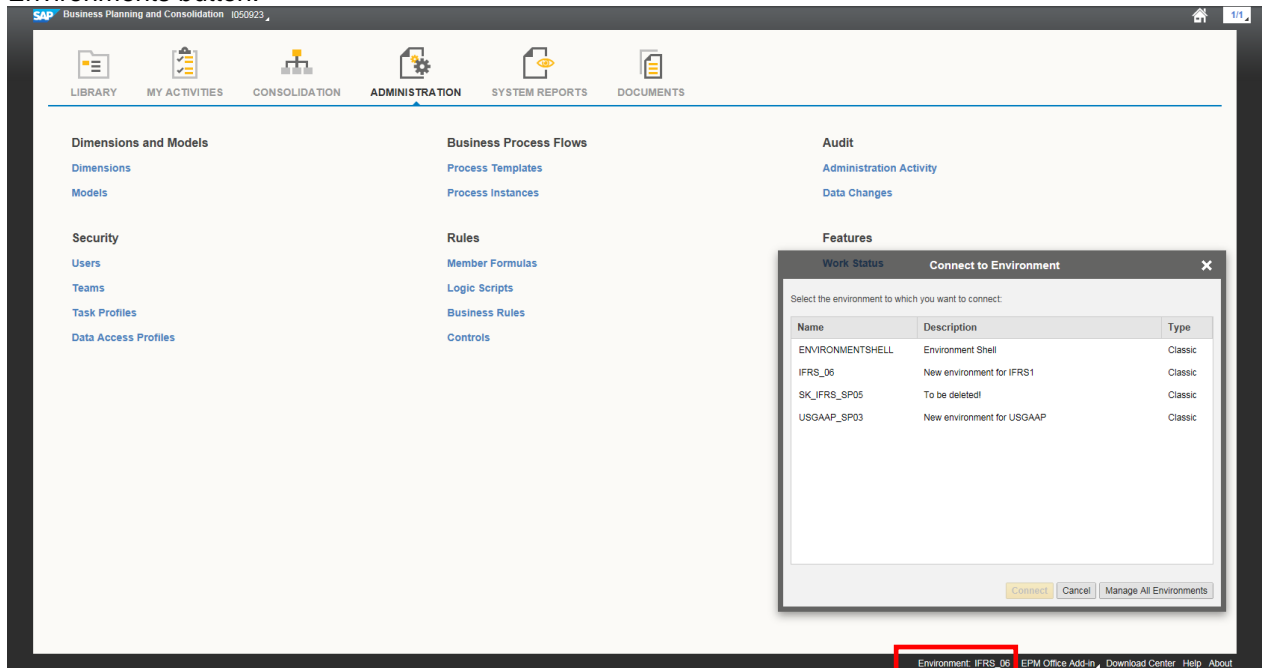 Environments button.
SAP Business Planning and Consolidation I050923 1/1
LIBRARY MY ACTIVITIES CONSOLIDATION ADMINISTRATION SYSTEM REPORTS DOCUMENTS
Dimensions and Models Business Process Flows Audit
Dimensions Process Templates Administration Activity
Models Process Instances Data Changes
Security Rules Features
Users Member Formulas Work Status Connect to Environment
Teams Logic Scripts
Select the environment to which you want to connect:
Task Profiles Business Rules
Data Access Profiles Controls
Name Description Type
ENVIRONMENTSHELL Environment Shell Classic
IFRS_06 New environment for IFRS1 Classic
SK_IFRS_SP05 To be deleted! Classic
USGAAP_SP03 New environment for USGAAP Classic
Connect Cancel Manage All Environments
Environment: IFRS_06 EPM Office Add-in Download Center Help About